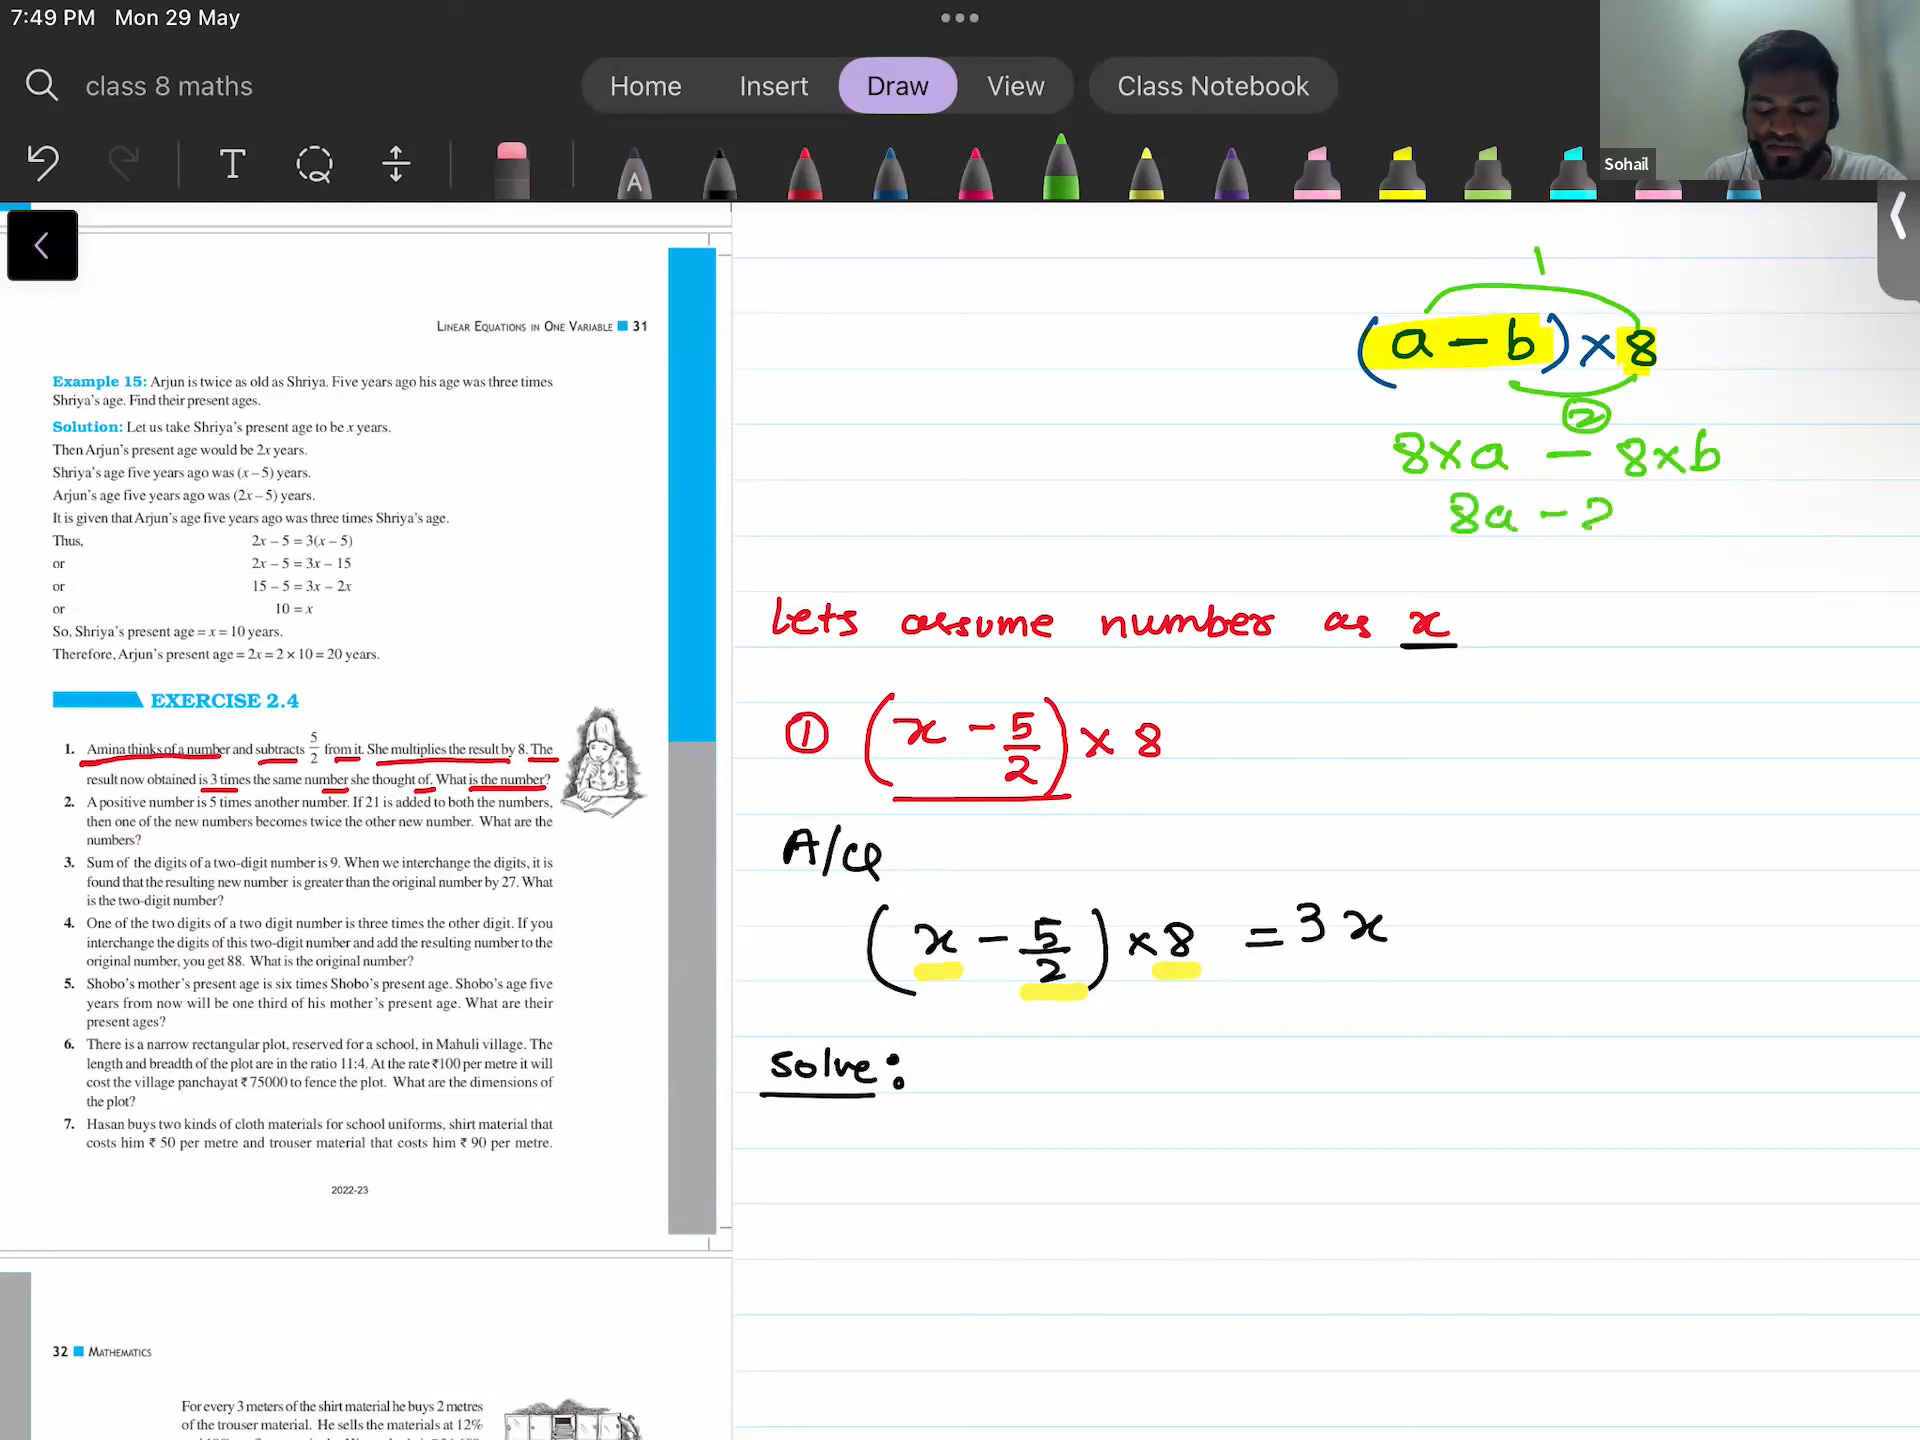 7:49 PM Mon 29 May
class 8 maths
Home Insert Draw View Class Notebook
T
A
Sohail
LINEAR EQUATIONS IN ONE VARIABLE 31
Example 15: Arjun is twice as old as Shriya. Five years ago his age was three times
Shriya's age. Find their present ages.
Solution: Let us take Shriya's present age to be x years.
Then Arjun's present age would be 2x years.
Shriya's age five years ago was (x – 5) years.
Arjun's age five years ago was (2x – 5) years.
It is given that Arjun's age five years ago was three times Shriya's age.
Thus, 2x – 5 = 3(x – 5)
or 2x – 5 = 3x – 15
or 15 – 5 = 3x – 2x
or 10 = x
So, Shriya's present age = x = 10 years.
Therefore, Arjun's present age = 2x = 2 × 10 = 20 years.
EXERCISE 2.4
1. Amina thinks of a number and subtracts 5/2 from it. She multiplies the result by 8. The
result now obtained is 3 times the same number she thought of. What is the number?
2. A positive number is 5 times another number. If 21 is added to both the numbers,
then one of the new numbers becomes twice the other new number. What are the
numbers?
3. Sum of the digits of a two-digit number is 9. When we interchange the digits, it is
found that the resulting new number is greater than the original number by 27. What
is the two-digit number?
4. One of the two digits of a two digit number is three times the other digit. If you
interchange the digits of this two-digit number and add the resulting number to the
original number, you get 88. What is the original number?
5. Shobo's mother's present age is six times Shobo's present age. Shobo's age five
years from now will be one third of his mother's present age. What are their
present ages?
6. There is a narrow rectangular plot, reserved for a school, in Mahuli village. The
length and breadth of the plot are in the ratio 11:4. At the rate ₹100 per metre it will
cost the village panchayat ₹ 75000 to fence the plot. What are the dimensions of
the plot?
7. Hasan buys two kinds of cloth materials for school uniforms, shirt material that
costs him ₹ 50 per metre and trouser material that costs him ₹ 90 per metre.
2022-23
32 MATHEMATICS
For every 3 meters of the shirt material he buys 2 metres
of the trouser material. He sells the materials at 12%
1
(a – b) × 8
2
8×a – 8×b
8a – 2
Lets assume number as x
① (x – 5/2) × 8
A/Q
(x – 5/2) × 8 = 3x
Solve: